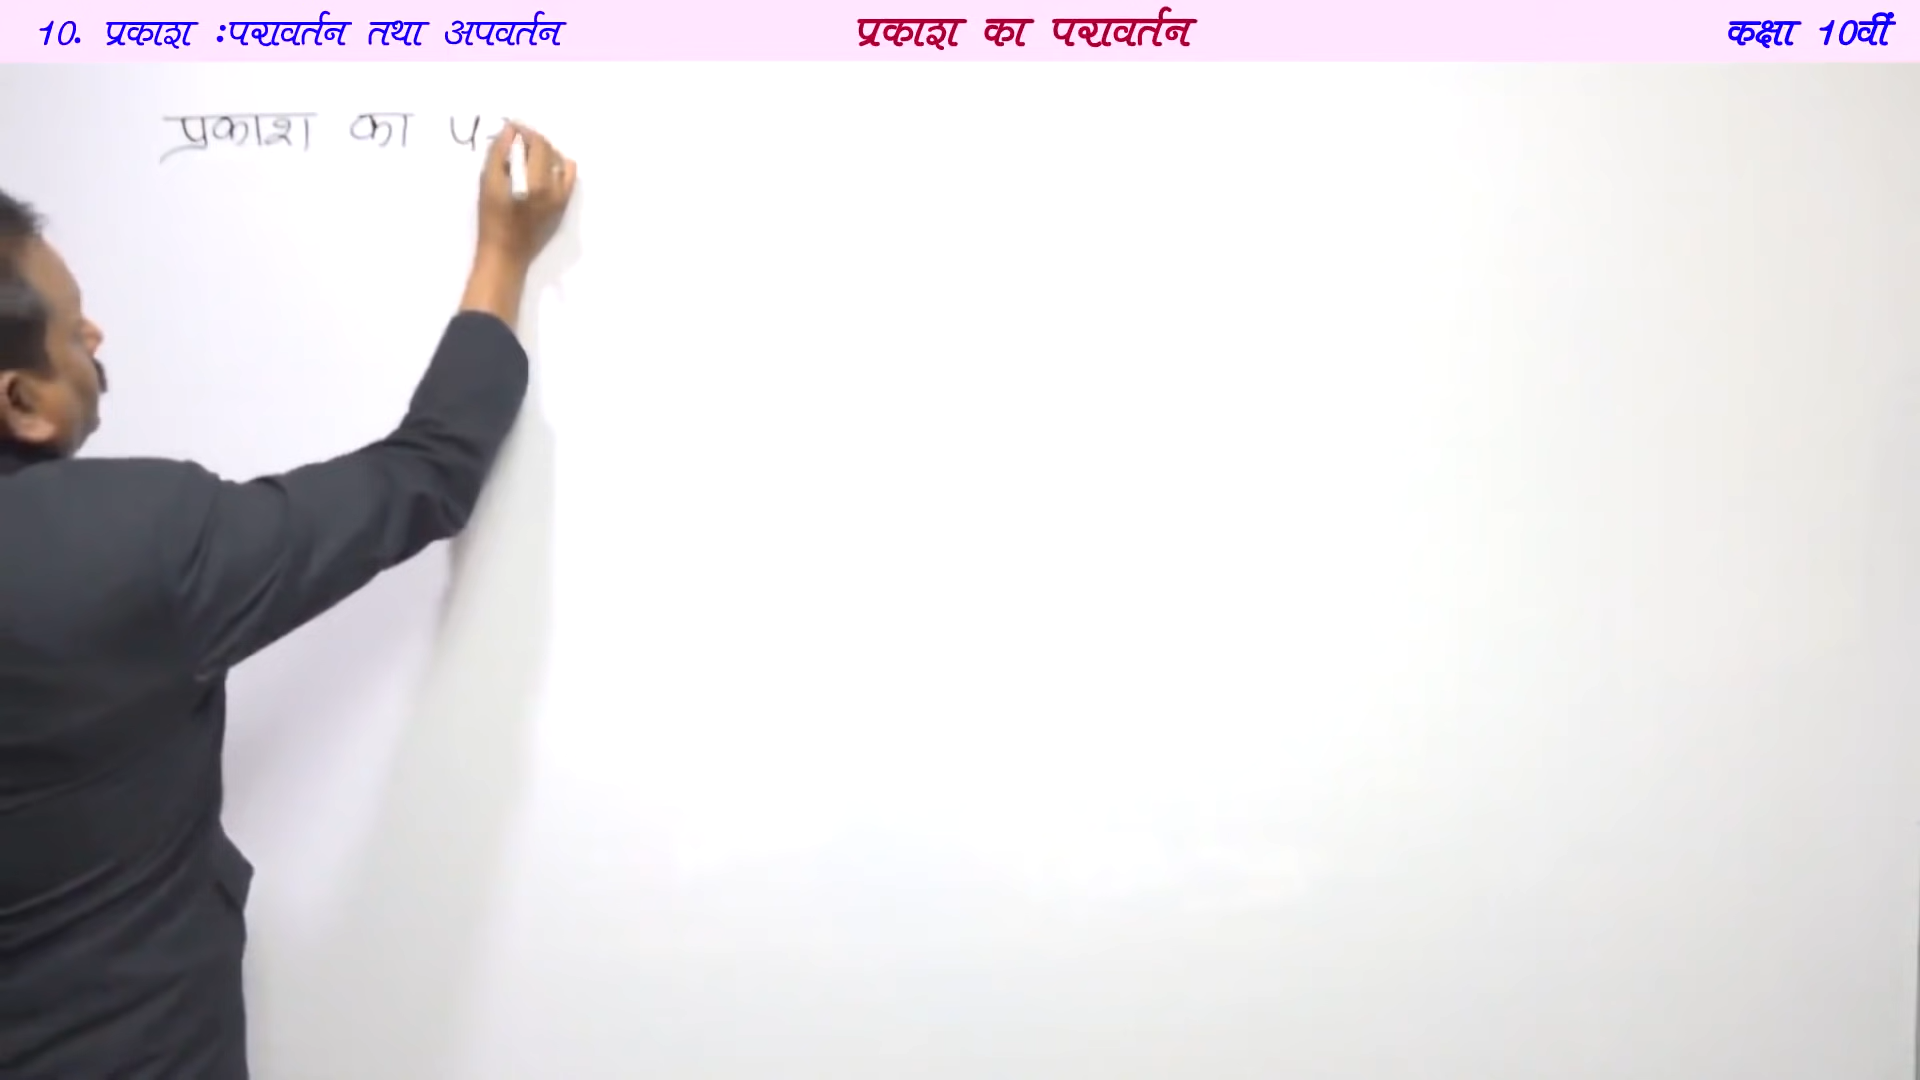 10. प्रकाश :परावर्तन तथा अपवर्तन
प्रकाश का परावर्तन
कक्षा 10वीं
प्रकाश का